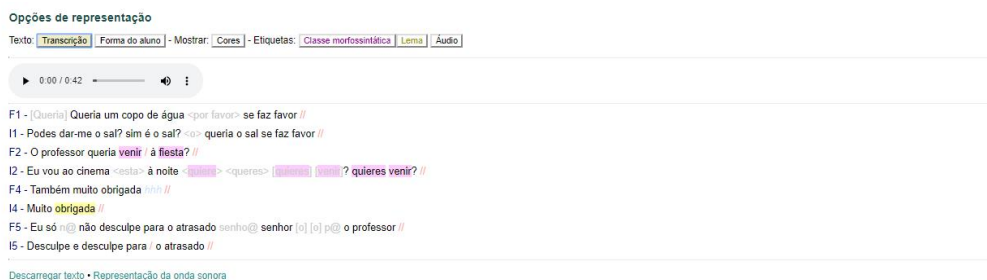 Opções de representação
Texto: Transcrição Forma do aluno - Mostrar: Cores - Etiquetas: Classe morfossintática Lema Áudio
0:00 / 0:42
F1 - [Queria] Queria um copo de água <por favor> se faz favor //
I1 - Podes dar-me o sal? sim é o sal? <o> queria o sal se faz favor //
F2 - O professor queria venir / à fiesta? //
I2 - Eu vou ao cinema <esta> à noite <quiere> <queres> [quieres] [venir]? quieres venir? //
F4 - Também muito obrigada hhh //
I4 - Muito obrigada //
F5 - Eu só n@ não desculpe para o atrasado senho@ senhor [o] [o] p@ o professor //
I5 - Desculpe e desculpe para / o atrasado //
Descarregar texto • Representação da onda sonora